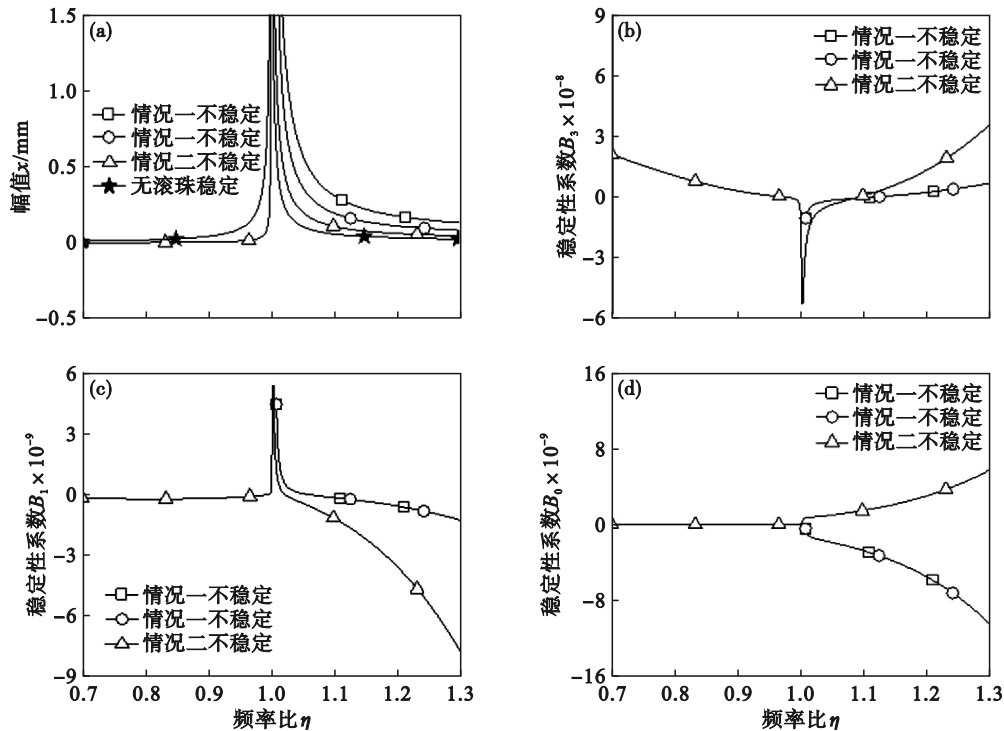 (a)
1.5
1.0
0.5
0
−0.5
幅值x/mm
情况一不稳定
情况一不稳定
情况二不稳定
无滚珠稳定
(b)
9
6
3
0
−3
−6
稳定性系数B₃×10⁻⁸
情况一不稳定
情况一不稳定
情况二不稳定
(c)
6
3
0
−3
−6
−9
稳定性系数B₁×10⁻⁹
情况一不稳定
情况一不稳定
情况二不稳定
0.7 0.8 0.9 1.0 1.1 1.2 1.3
频率比η
(d)
16
8
0
−8
−16
稳定性系数B₀×10⁻⁹
情况一不稳定
情况一不稳定
情况二不稳定
0.7 0.8 0.9 1.0 1.1 1.2 1.3
频率比η